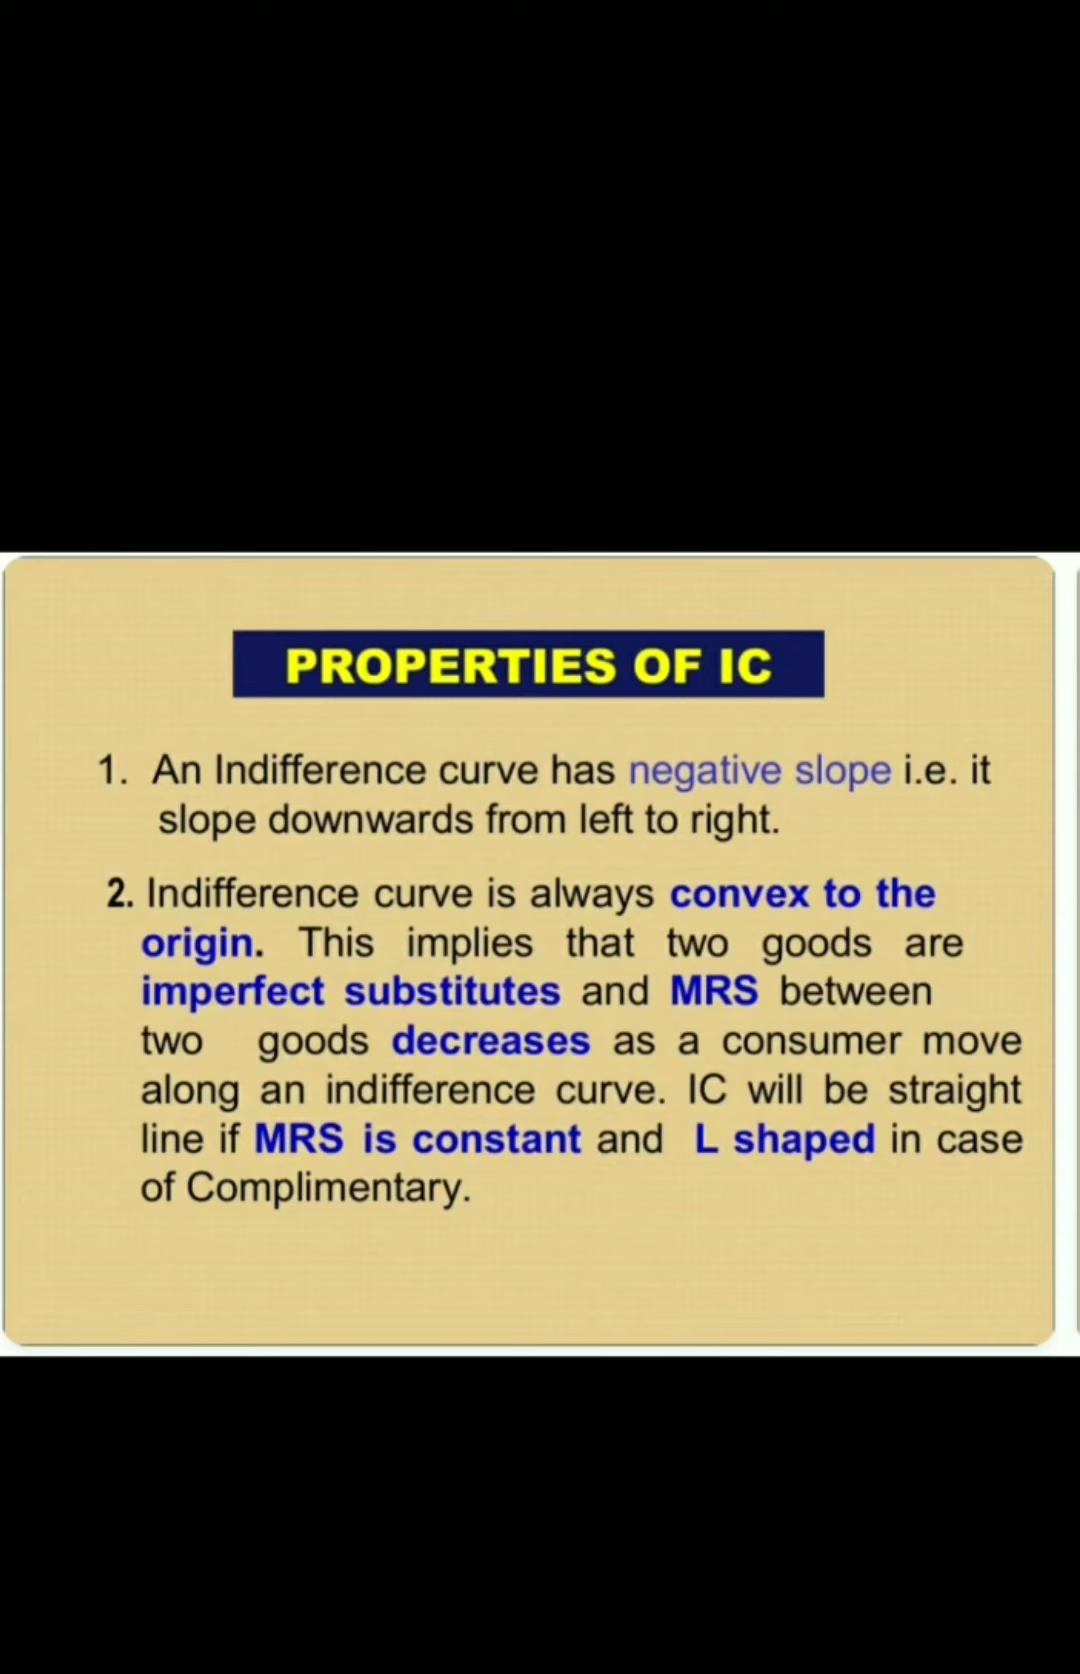 PROPERTIES OF IC
1. An Indifference curve has negative slope i.e. it
slope downwards from left to right.
2. Indifference curve is always convex to the
origin. This implies that two goods are
imperfect substitutes and MRS between
two goods decreases as a consumer move
along an indifference curve. IC will be straight
line if MRS is constant and L shaped in case
of Complimentary.